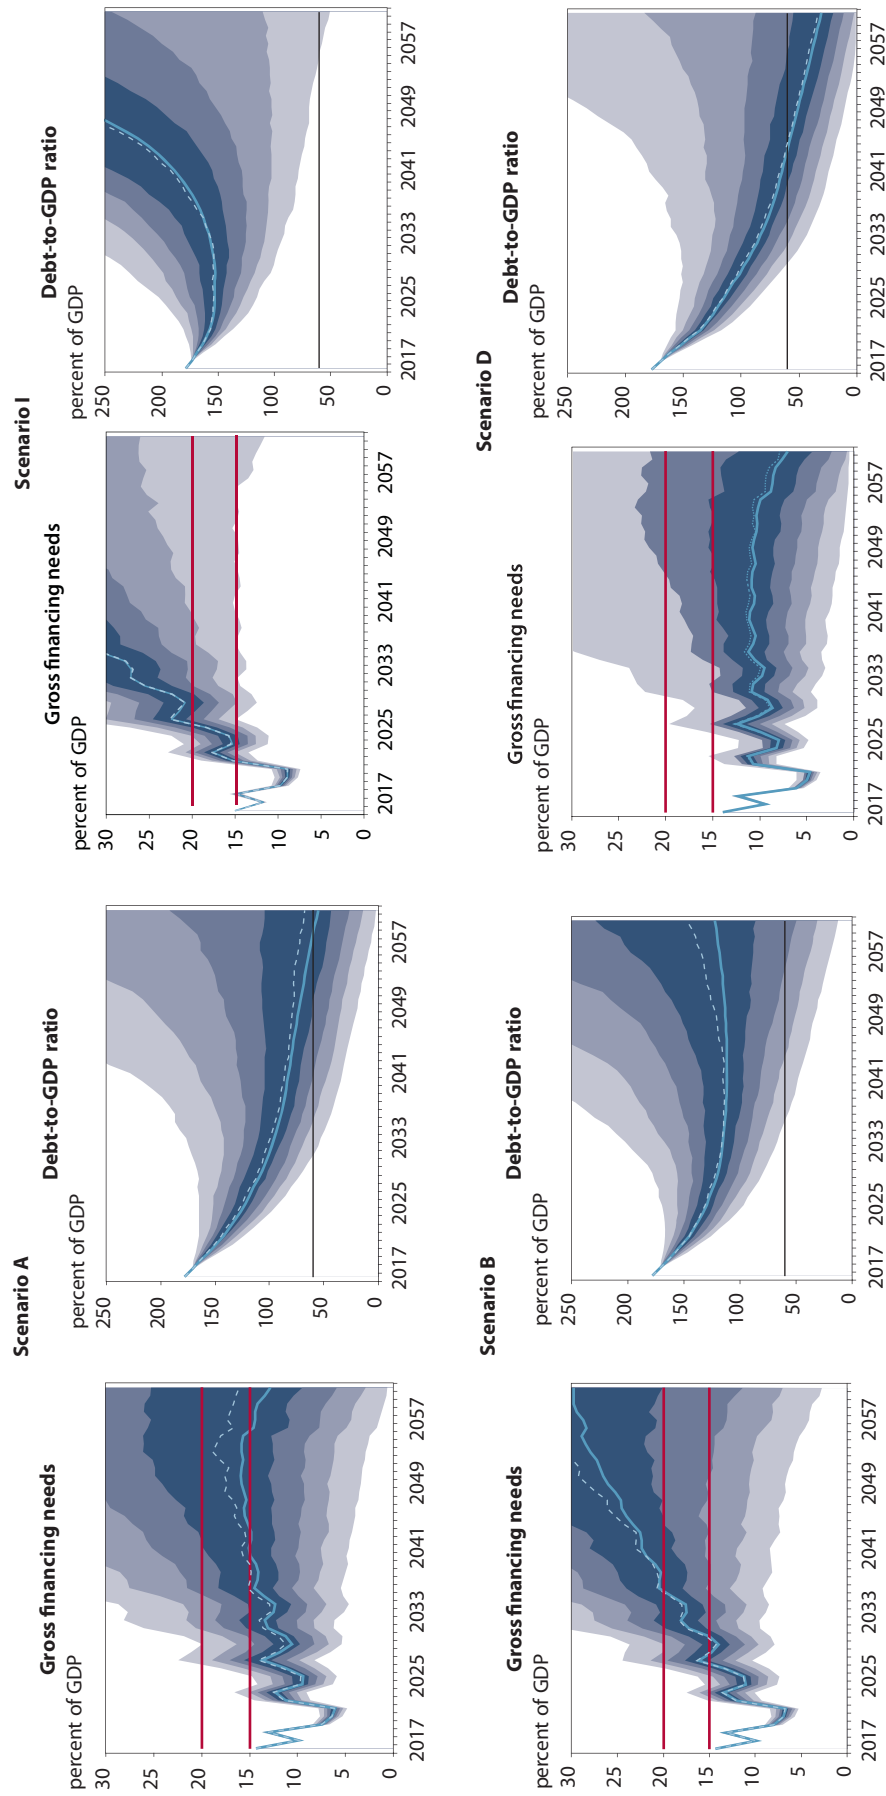 Scenario A
Gross financing needs
percent of GDP
30
25
20
15
10
5
0
2017 2025 2033 2041 2049 2057
Debt-to-GDP ratio
percent of GDP
250
200
150
100
50
0
2017 2025 2033 2041 2049 2057
Scenario I
Gross financing needs
percent of GDP
30
25
20
15
10
5
0
2017 2025 2033 2041 2049 2057
Debt-to-GDP ratio
percent of GDP
250
200
150
100
50
0
2017 2025 2033 2041 2049 2057
Scenario B
Gross financing needs
percent of GDP
30
25
20
15
10
5
0
2017 2025 2033 2041 2049 2057
Debt-to-GDP ratio
percent of GDP
250
200
150
100
50
0
2017 2025 2033 2041 2049 2057
Scenario D
Gross financing needs
percent of GDP
30
25
20
15
10
5
0
2017 2025 2033 2041 2049 2057
Debt-to-GDP ratio
percent of GDP
250
200
150
100
50
0
2017 2025 2033 2041 2049 2057